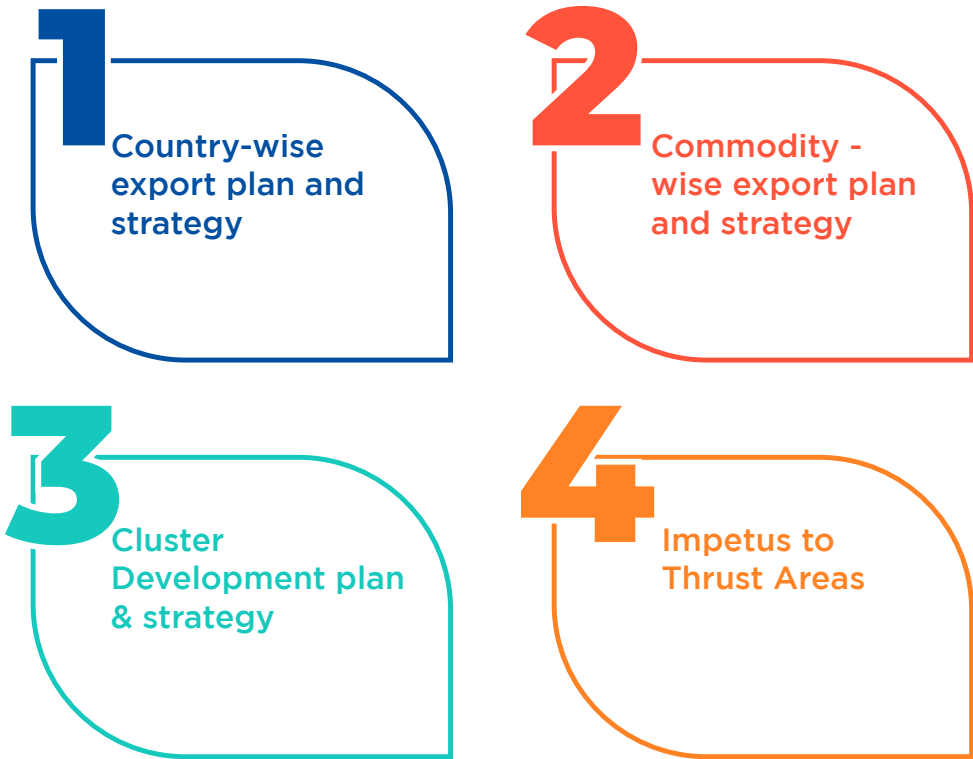 1
Country-wise
export plan and
strategy
2
Commodity -
wise export plan
and strategy
3
Cluster
Development plan
& strategy
4
Impetus to
Thrust Areas